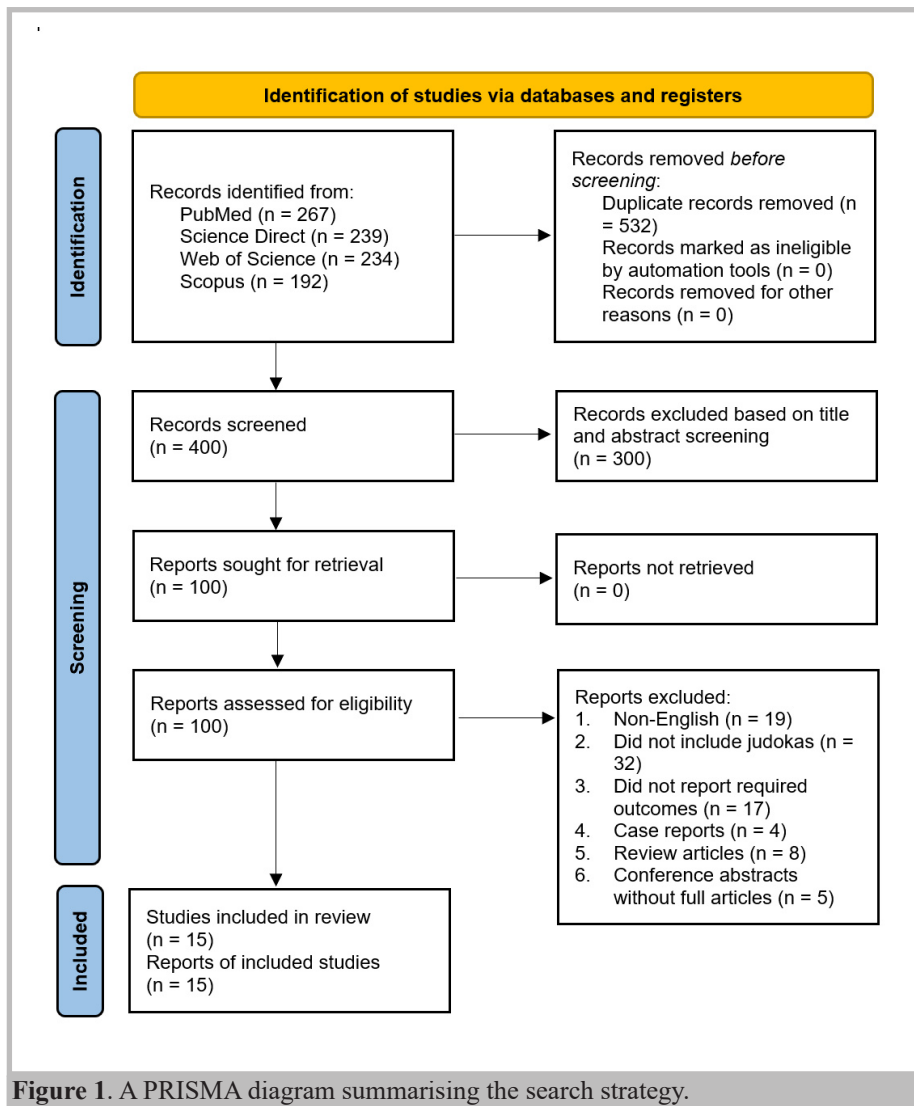 Identification of studies via databases and registers
Identification
Records identified from:
PubMed (n = 267)
Science Direct (n = 239)
Web of Science (n = 234)
Scopus (n = 192)
Records removed before
screening:
Duplicate records removed (n
= 532)
Records marked as ineligible
by automation tools (n = 0)
Records removed for other
reasons (n = 0)
Screening
Records screened
(n = 400)
Records excluded based on title
and abstract screening
(n = 300)
Reports sought for retrieval
(n = 100)
Reports not retrieved
(n = 0)
Reports assessed for eligibility
(n = 100)
Reports excluded:
1. Non-English (n = 19)
2. Did not include judokas (n =
32)
3. Did not report required
outcomes (n = 17)
4. Case reports (n = 4)
5. Review articles (n = 8)
6. Conference abstracts
without full articles (n = 5)
Included
Studies included in review
(n = 15)
Reports of included studies
(n = 15)
Figure 1. A PRISMA diagram summarising the search strategy.